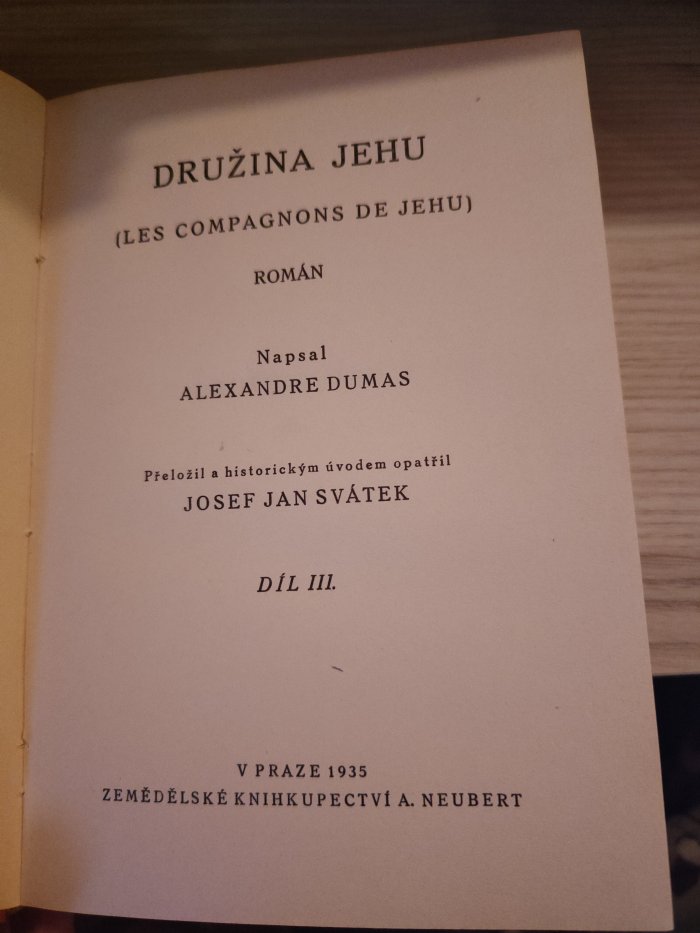 DRUŽINA JEHU
(LES COMPAGNONS DE JEHU)
ROMÁN
Napsal
ALEXANDRE DUMAS
Přeložil a historickým úvodem opatřil
JOSEF JAN SVÁTEK
DÍL III.
V PRAZE 1935
ZEMĚDĚLSKÉ KNIHKUPECTVÍ A. NEUBERT